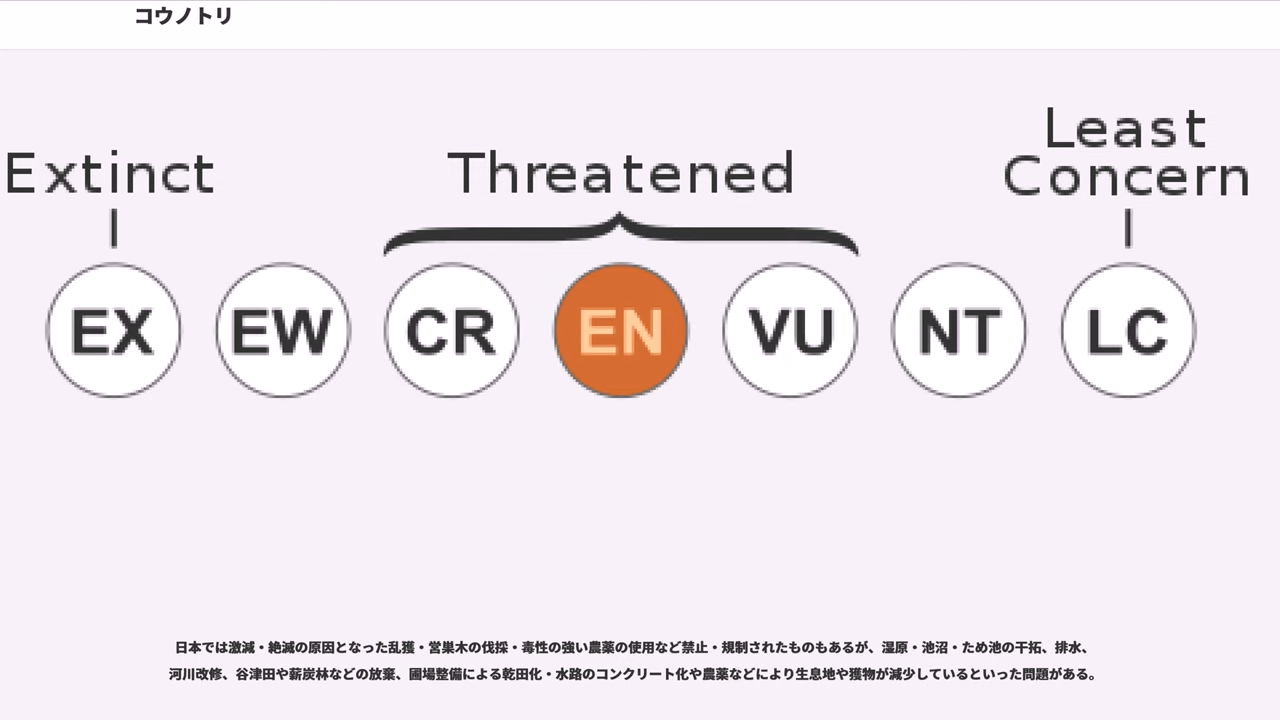 コウノトリ
Least
Extinct Threatened Concern
EX EW CR EN VU NT LC
日本では激減・絶滅の原因となった乱獲・営巣木の伐採・毒性の強い農薬の使用など禁止・規制されたものもあるが、湿原・池沼・ため池の干拓、排水、
河川改修、谷津田や薪炭林などの放棄、圃場整備による乾田化・水路のコンクリート化や農薬などにより生息地や獲物が減少しているといった問題がある。